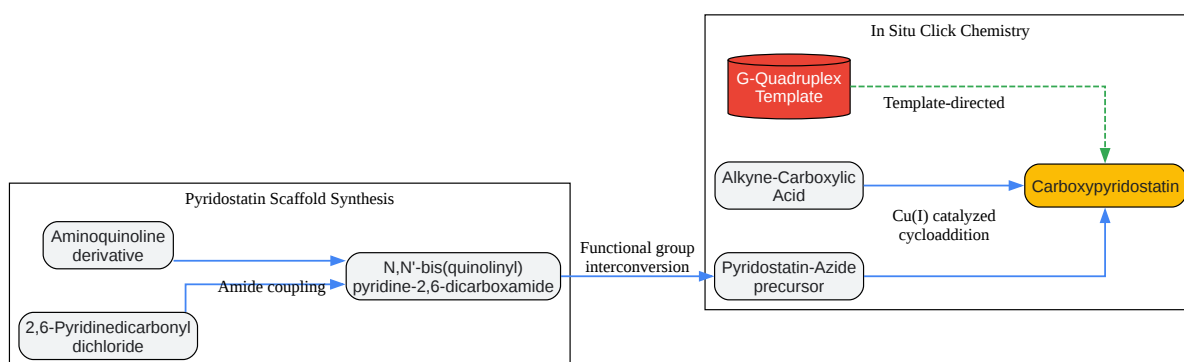 In Situ Click Chemistry
G-Quadruplex
Template
Template-directed
Alkyne-Carboxylic
Acid
Carboxypyridostatin
Cu(I) catalyzed
cycloaddition
Pyridostatin Scaffold Synthesis
Aminoquinoline
derivative
Amide coupling
2,6-Pyridinedicarbonyl
dichloride
N,N'-bis(quinolinyl)
pyridine-2,6-dicarboxamide
Functional group
interconversion
Pyridostatin-Azide
precursor